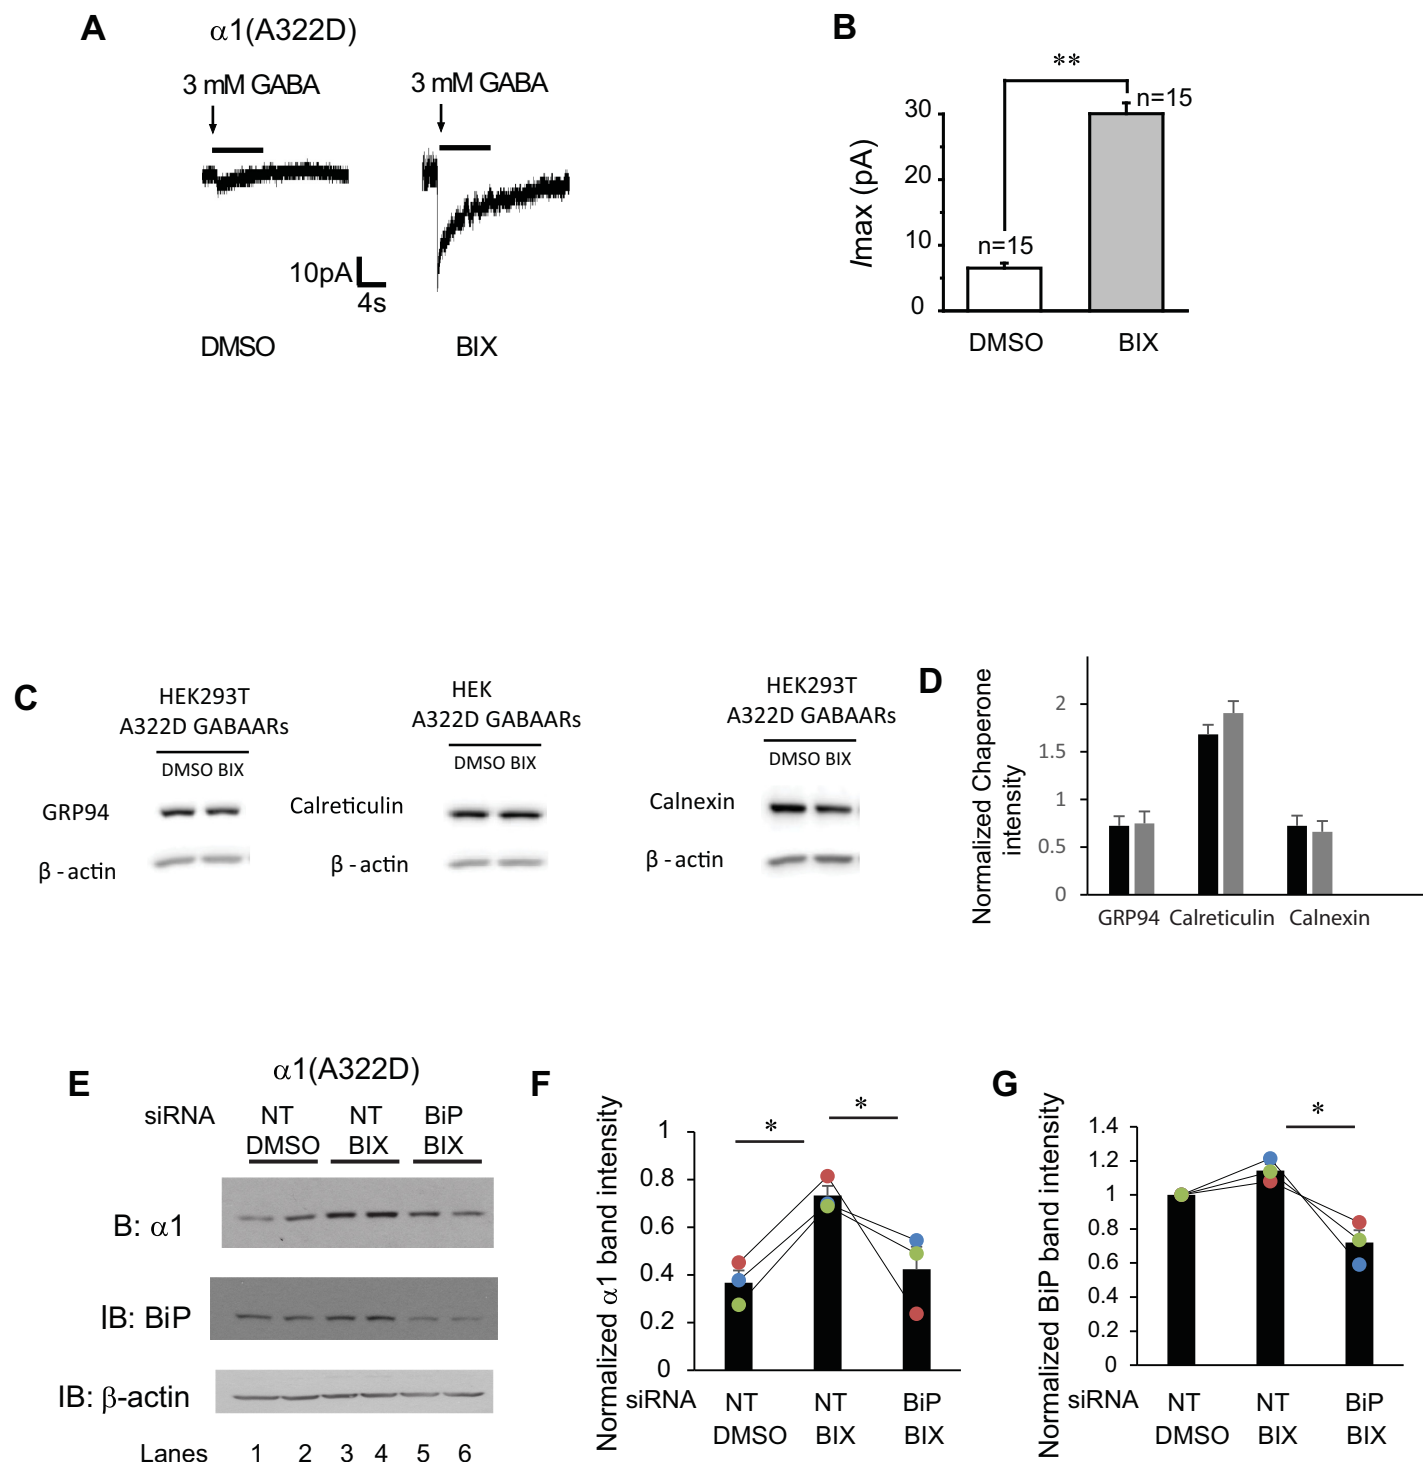 A
α1(A322D)
3 mM GABA
3 mM GABA
10pA
4s
DMSO
BIX
B
**
n=15
n=15
30
20
10
0
Imax (pA)
DMSO
BIX
C
HEK293T
A322D GABAARs
DMSO BIX
GRP94
β - actin
HEK
A322D GABAARs
DMSO BIX
Calreticulin
β - actin
HEK293T
A322D GABAARs
DMSO BIX
Calnexin
β - actin
D
Normalized Chaperone
intensity
2
1.5
1
0.5
0
GRP94 Calreticulin Calnexin
E
α1(A322D)
siRNA NT NT BiP
DMSO BIX BIX
B: α1
IB: BiP
IB: β-actin
Lanes 1 2 3 4 5 6
F
Normalized α1 band intensity
*
*
1
0.8
0.6
0.4
0.2
0
siRNA NT NT BiP
DMSO BIX BIX
G
Normalized BiP band intensity
*
1.4
1.2
1
0.8
0.6
0.4
0.2
0
siRNA NT NT BiP
DMSO BIX BIX